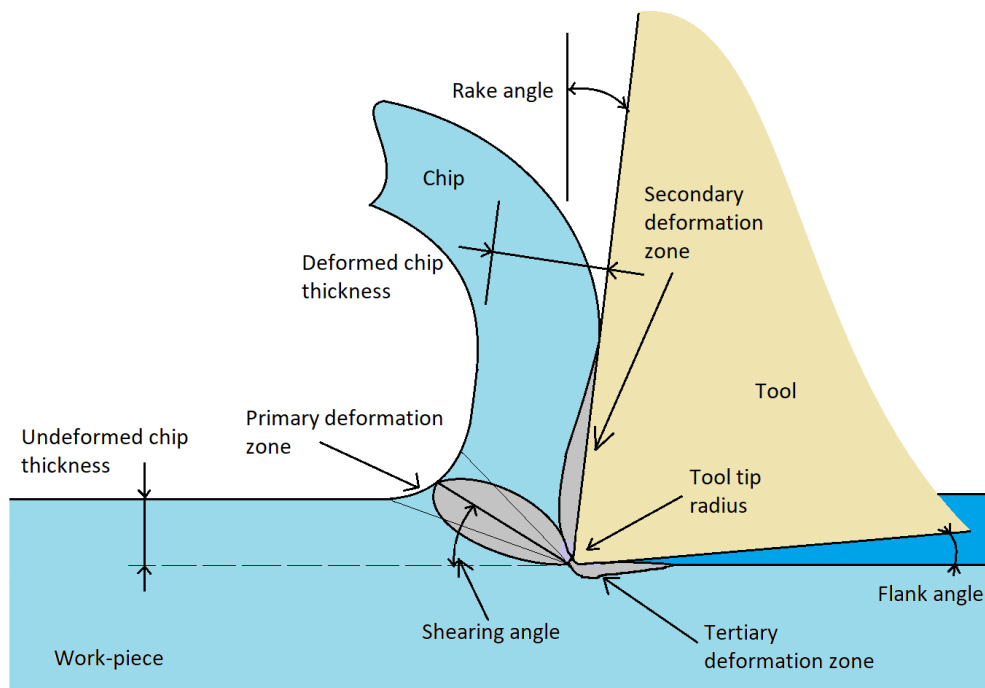 Rake angle
Chip
Secondary
deformation
zone
Deformed chip
thickness
Tool
Primary deformation
zone
Undeformed chip
thickness
Tool tip
radius
Flank angle
Shearing angle
Tertiary
deformation zone
Work-piece